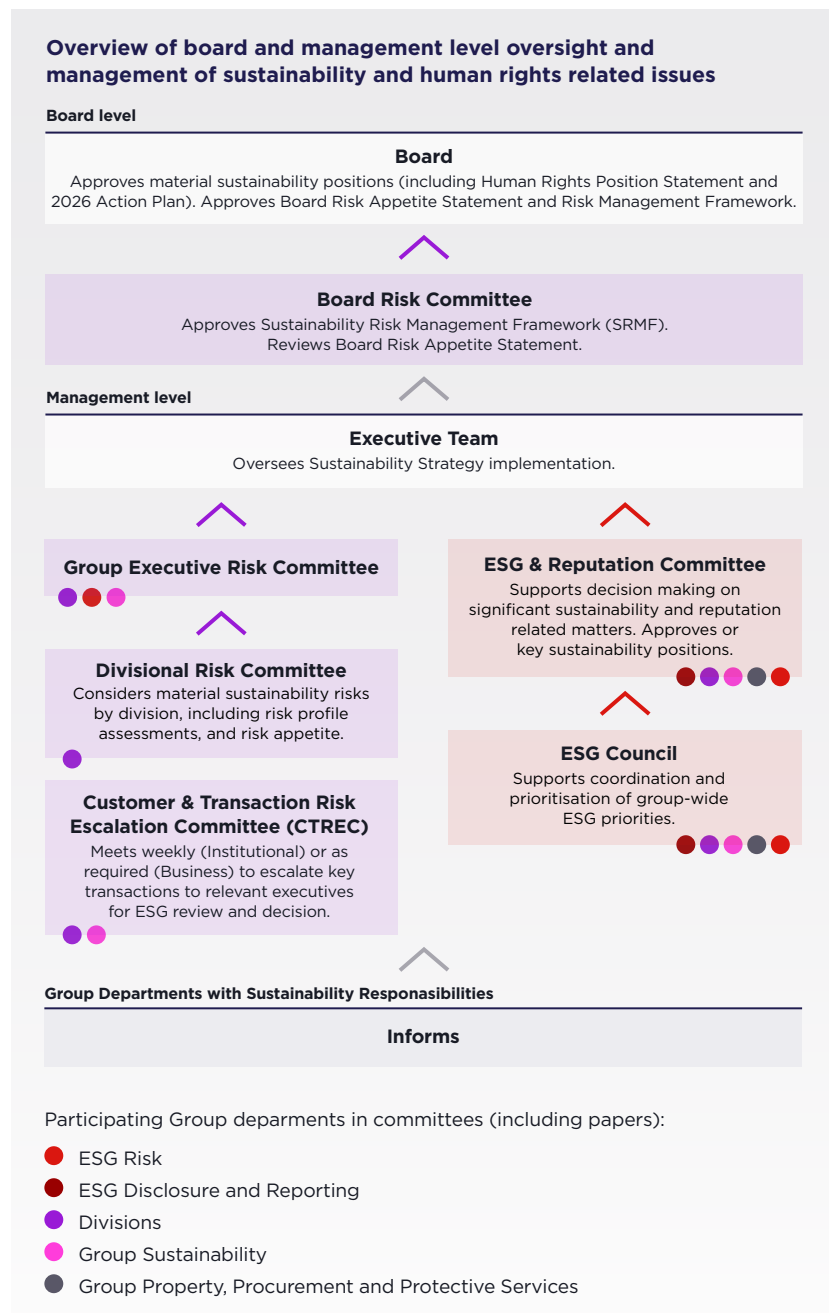 Overview of board and management level oversight and
management of sustainability and human rights related issues
Board level
Board
Approves material sustainability positions (including Human Rights Position Statement and
2026 Action Plan). Approves Board Risk Appetite Statement and Risk Management Framework.
Board Risk Committee
Approves Sustainability Risk Management Framework (SRMF).
Reviews Board Risk Appetite Statement.
Management level
Executive Team
Oversees Sustainability Strategy implementation.
Group Executive Risk Committee
Divisional Risk Committee
Considers material sustainability risks
by division, including risk profile
assessments, and risk appetite.
Customer & Transaction Risk
Escalation Committee (CTREC)
Meets weekly (Institutional) or as
required (Business) to escalate key
transactions to relevant executives
for ESG review and decision.
ESG & Reputation Committee
Supports decision making on
significant sustainability and reputation
related matters. Approves or
key sustainability positions.
ESG Council
Supports coordination and
prioritisation of group-wide
ESG priorities.
Group Departments with Sustainability Responasibilities
Informs
Participating Group deparments in committees (including papers):
ESG Risk
ESG Disclosure and Reporting
Divisions
Group Sustainability
Group Property, Procurement and Protective Services